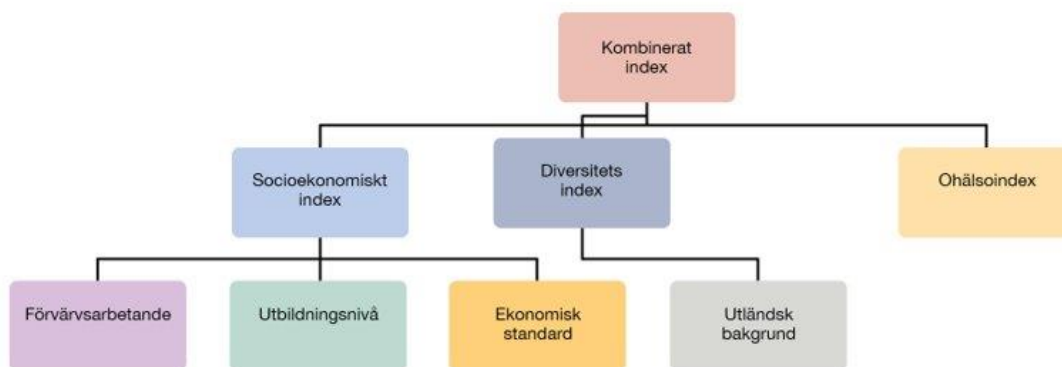 Kombinerat
index
Socioekonomiskt
index
Diversitets
index
Ohälsoindex
Förvärvsarbetande
Utbildningsnivå
Ekonomisk
standard
Utländsk
bakgrund